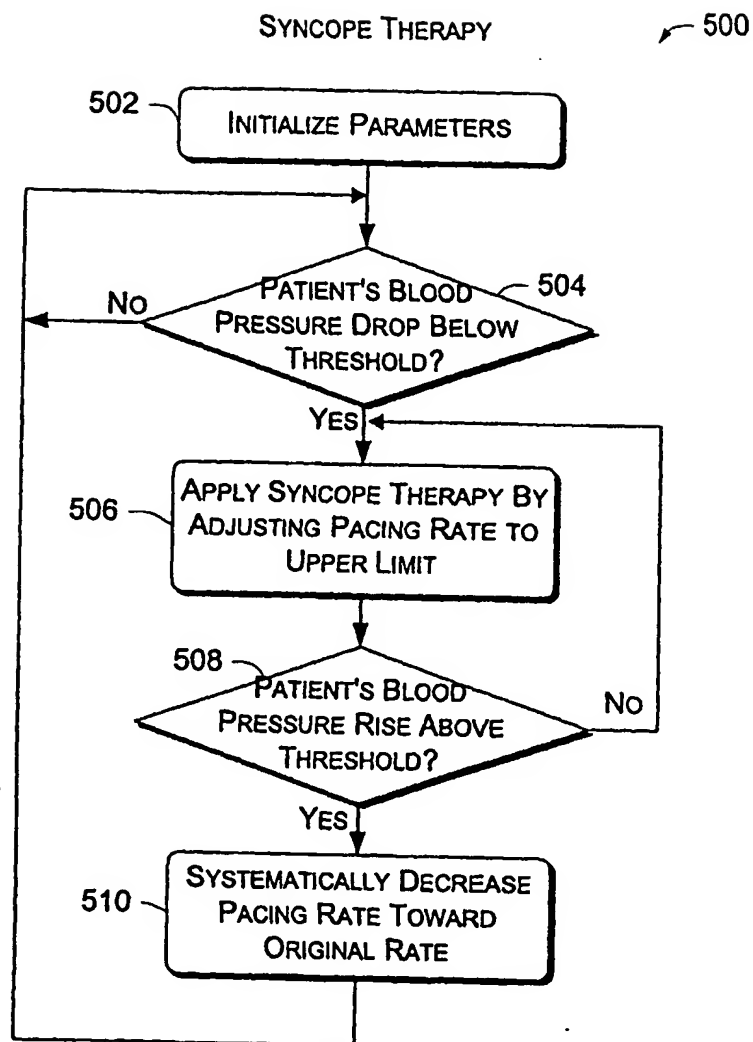 SYNCOPE THERAPY
500
502
INITIALIZE PARAMETERS
504
PATIENT'S BLOOD
PRESSURE DROP BELOW
THRESHOLD?
NO
YES
506
APPLY SYNCOPE THERAPY BY
ADJUSTING PACING RATE TO
UPPER LIMIT
508
PATIENT'S BLOOD
PRESSURE RISE ABOVE
THRESHOLD?
NO
YES
510
SYSTEMATICALLY DECREASE
PACING RATE TOWARD
ORIGINAL RATE